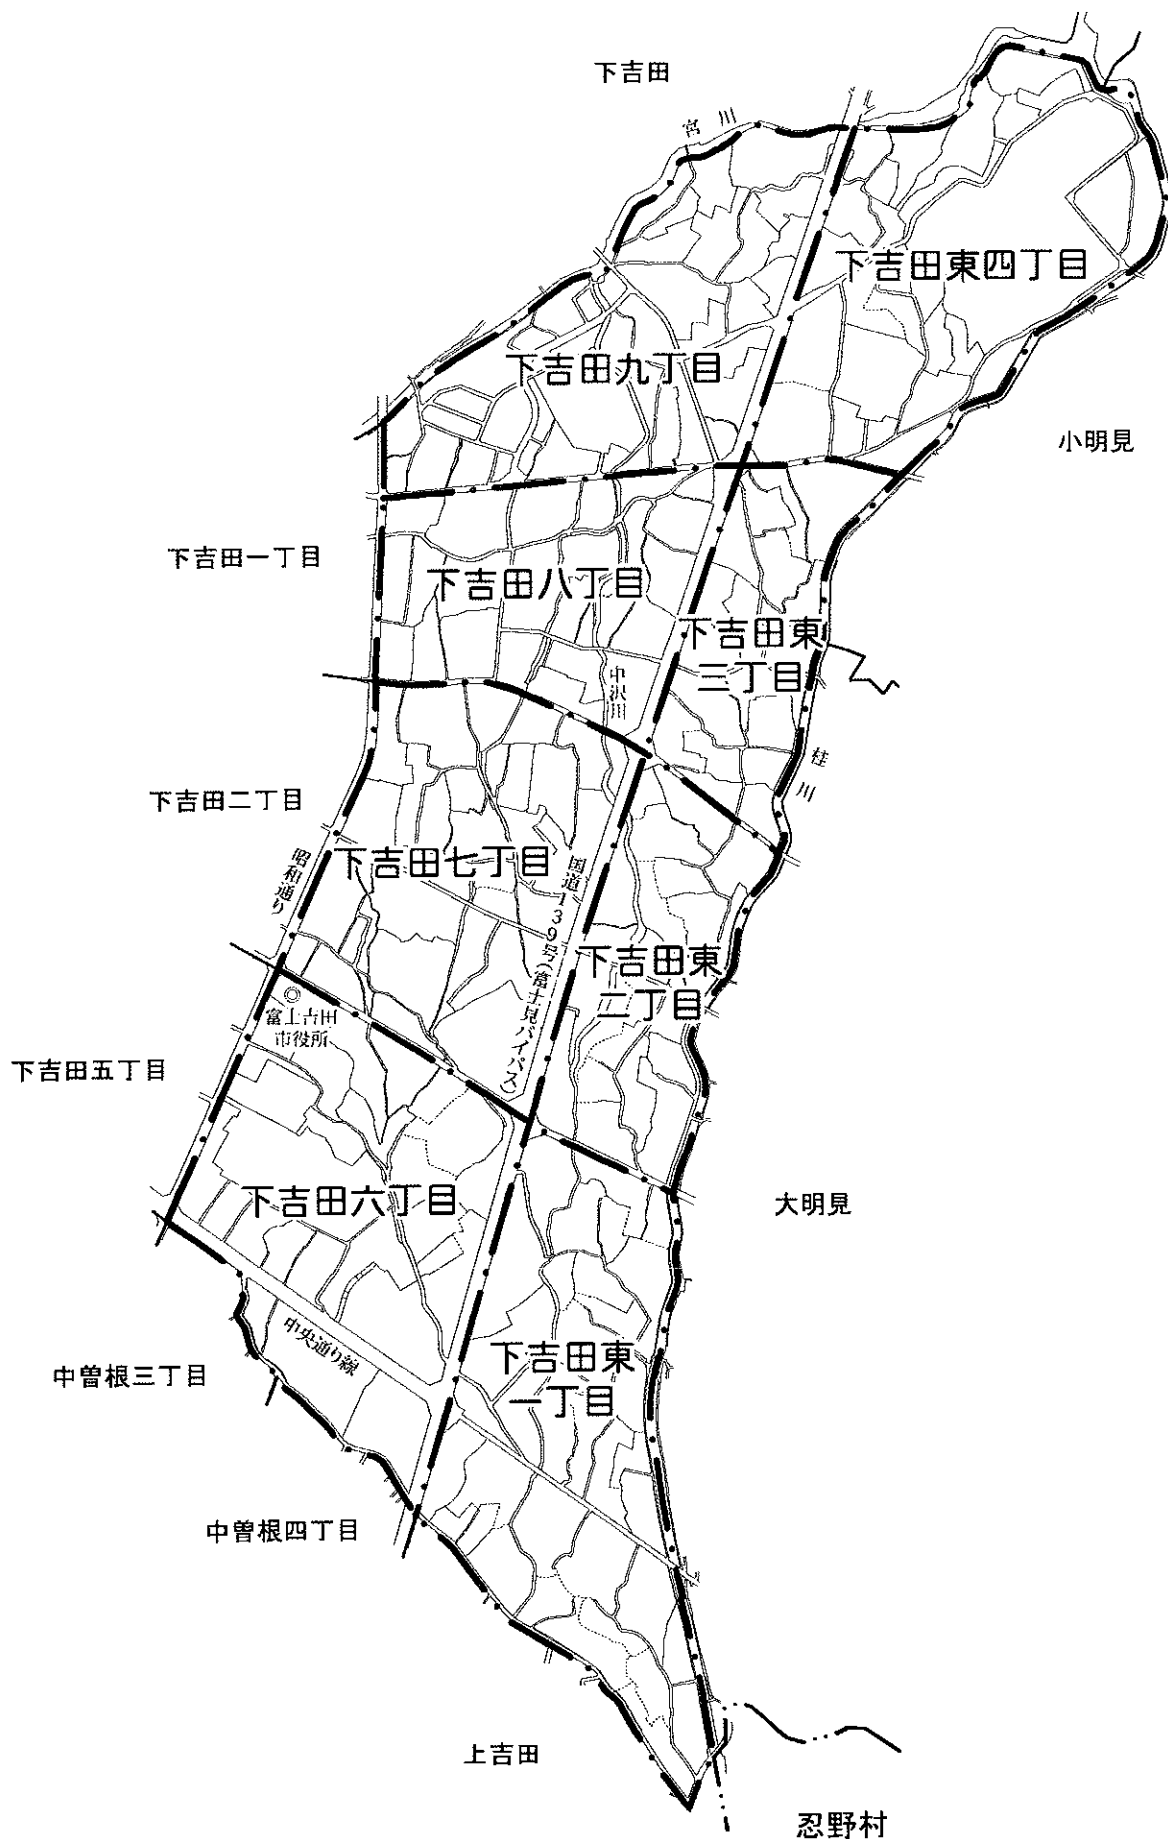 下吉田
宮川
下吉田東四丁目
下吉田九丁目
小明見
下吉田一丁目
下吉田八丁目
下吉田東
三丁目
中沢川
桂川
下吉田二丁目
昭和通り
下吉田七丁目
国道139号(富士見バイパス)
下吉田東
二丁目
富士吉田
市役所
下吉田五丁目
下吉田六丁目
大明見
中央通り線
下吉田東
一丁目
中曽根三丁目
中曽根四丁目
上吉田
忍野村